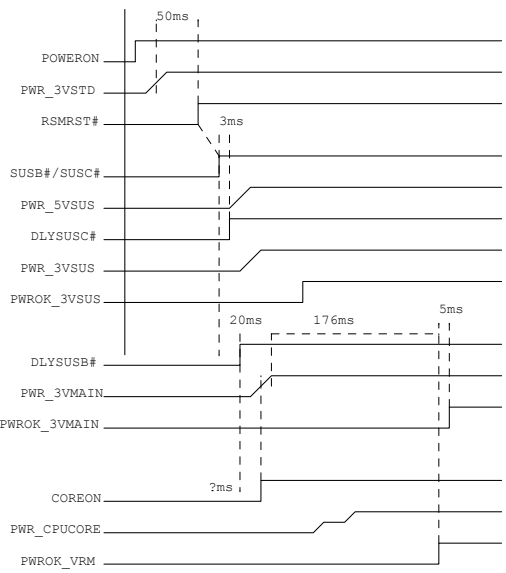 50ms
POWERON
PWR_3VSTD
RSMRST#
3ms
SUSB#/SUSC#
PWR_5VSUS
DLYSUSC#
PWR_3VSUS
PWROK_3VSUS
20ms 176ms 5ms
DLYSUSB#
PWR_3VMAIN
PWROK_3VMAIN
?ms
COREON
PWR_CPUCORE
PWROK_VRM